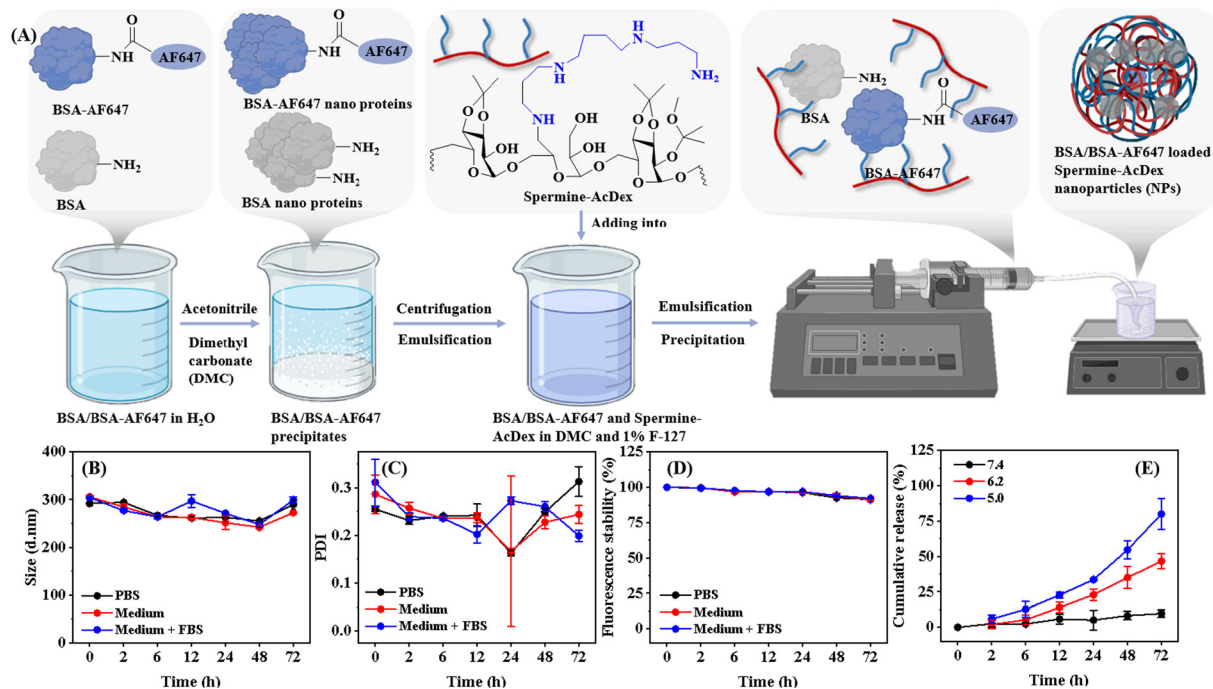 (A)
O
NH
AF647
BSA-AF647
NH2
BSA
O
NH
AF647
BSA-AF647 nano proteins
NH2
NH2
BSA nano proteins
H
N
N
H
NH2
NH
O
O
O
OH
O
OH
OH
O
O
O
O
O
O
O
O
O
Spermine-AcDex
NH2
BSA
O
NH
AF647
BSA-AF647
BSA/BSA-AF647 loaded
Spermine-AcDex
nanoparticles (NPs)
Adding into
Acetonitrile
Dimethyl
carbonate
(DMC)
Centrifugation
Emulsification
Emulsification
Precipitation
BSA/BSA-AF647 in H2O
BSA/BSA-AF647
precipitates
BSA/BSA-AF647 and Spermine-
AcDex in DMC and 1% F-127
(B)
Size (d.nm)
400
300
200
100
0
PBS
Medium
Medium + FBS
0 2 6 12 24 48 72
Time (h)
(C)
PDI
0.3
0.2
0.1
0.0
PBS
Medium
Medium + FBS
0 2 6 12 24 48 72
Time (h)
(D)
Fluorescence stability (%)
125
100
75
50
25
0
PBS
Medium
Medium + FBS
0 2 6 12 24 48 72
Time (h)
(E)
Cumulative release (%)
125
100
75
50
25
0
7.4
6.2
5.0
0 2 6 12 24 48 72
Time (h)